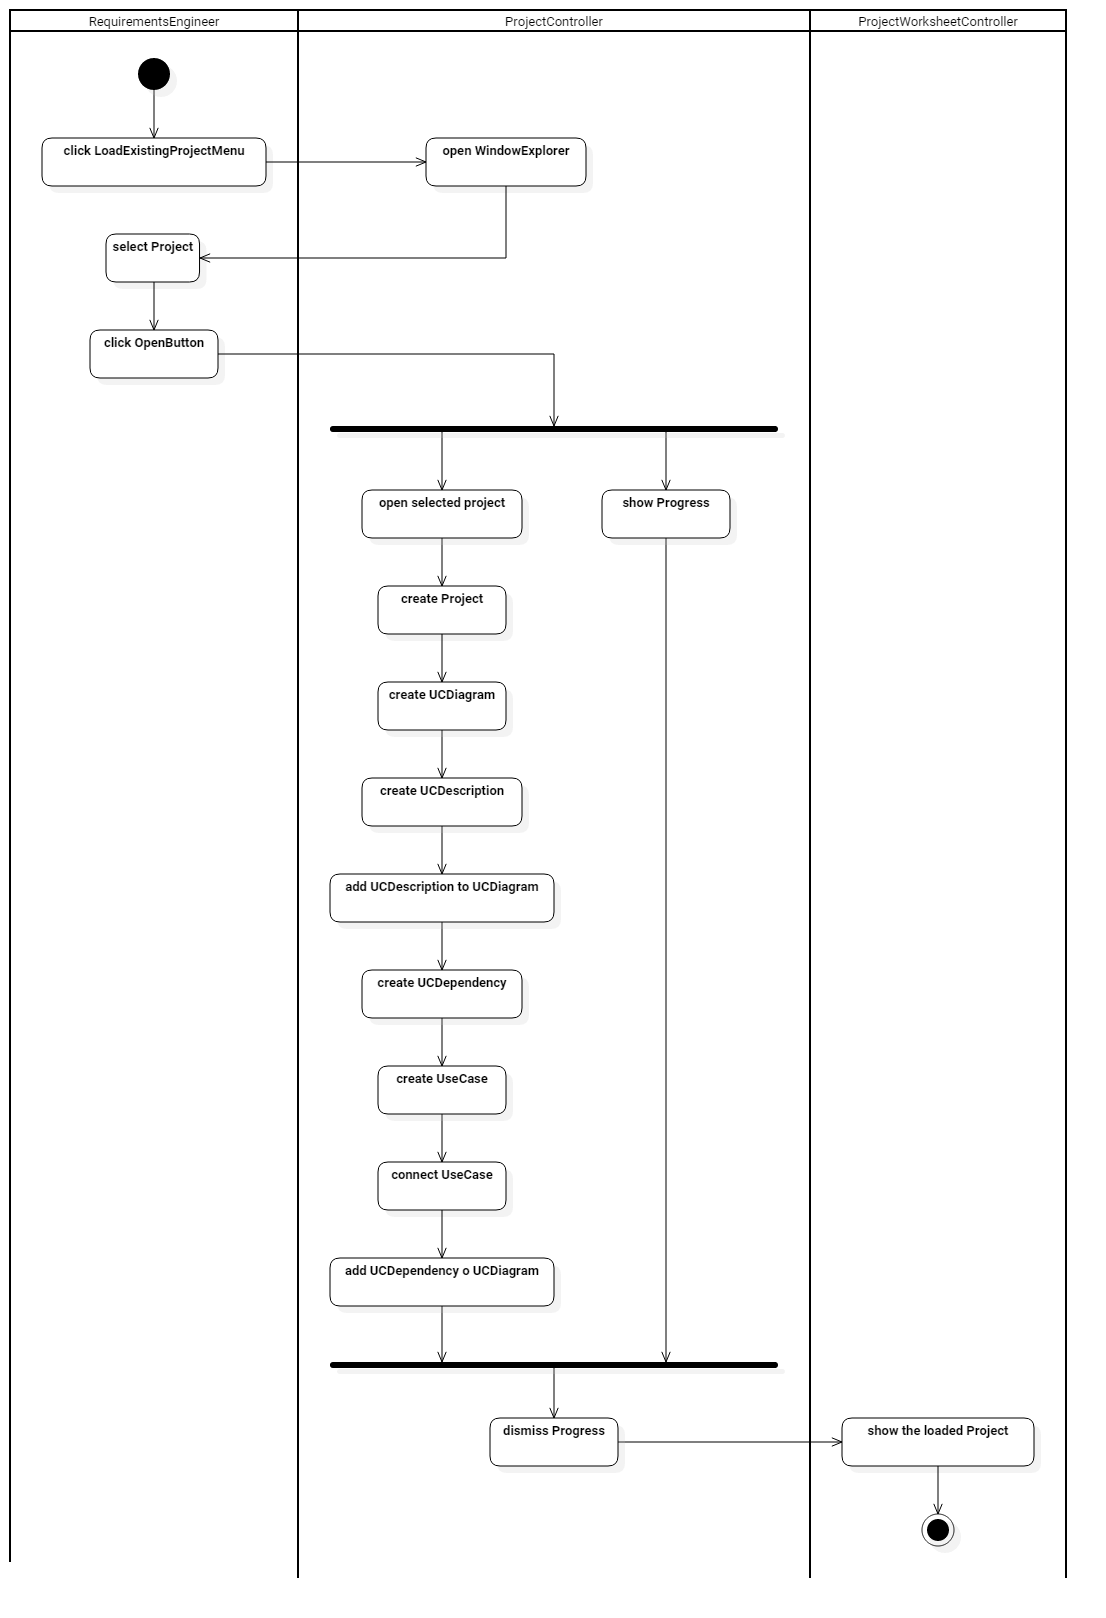 RequirementsEngineer
ProjectController
ProjectWorksheetController
click LoadExistingProjectMenu
open WindowExplorer
select Project
click OpenButton
open selected project
show Progress
create Project
create UCDiagram
create UCDescription
add UCDescription to UCDiagram
create UCDependency
create UseCase
connect UseCase
add UCDependency o UCDiagram
dismiss Progress
show the loaded Project